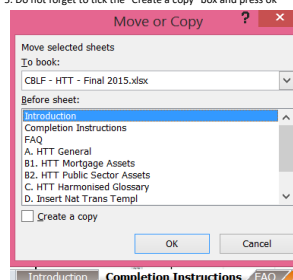 5. Do not forget to tick the "Create a copy" box and press ok
Move or Copy ? ×
Move selected sheets
To book:
CBLF - HTT - Final 2015.xlsx
Before sheet:
Introduction
Completion Instructions
FAQ
A. HTT General
B1. HTT Mortgage Assets
B2. HTT Public Sector Assets
C. HTT Harmonised Glossary
D. Insert Nat Trans Templ
Create a copy
OK Cancel
Introduction Completion Instructions FAQ